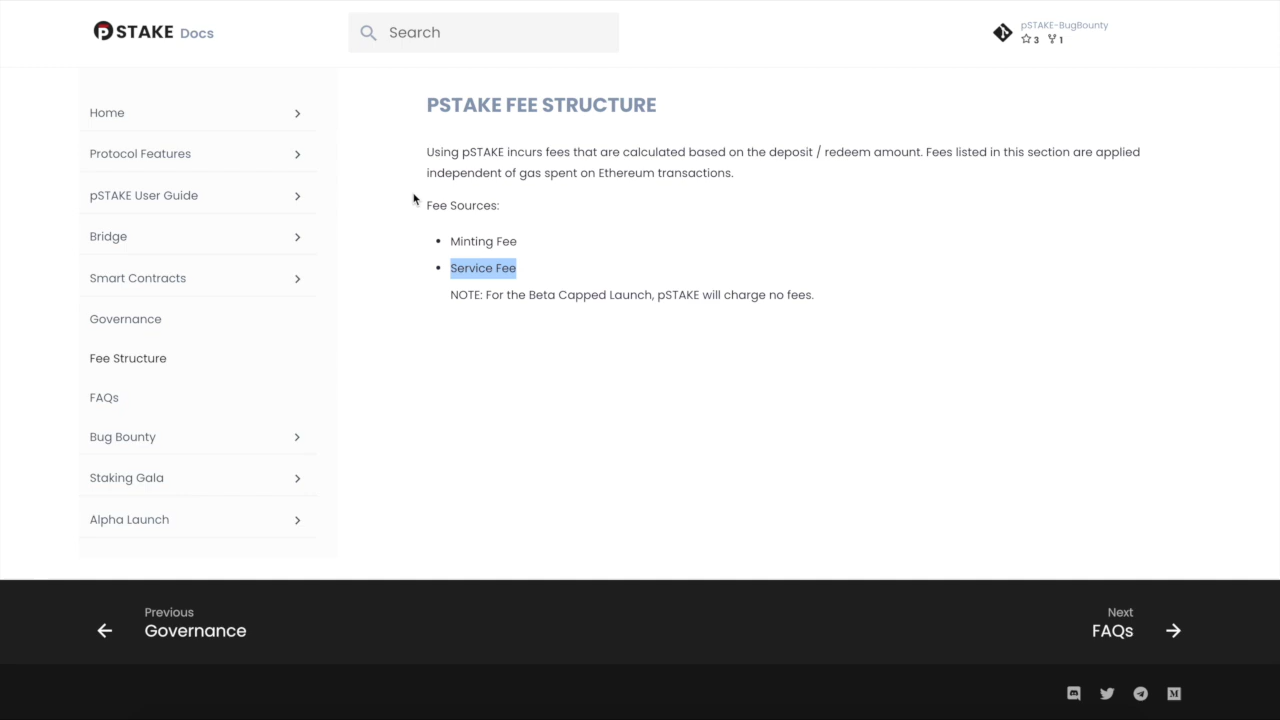 pSTAKE Docs
Search
pSTAKE-BugBounty
3 1
Home
Protocol Features
pSTAKE User Guide
Bridge
Smart Contracts
Governance
Fee Structure
FAQs
Bug Bounty
Staking Gala
Alpha Launch
PSTAKE FEE STRUCTURE
Using pSTAKE incurs fees that are calculated based on the deposit / redeem amount. Fees listed in this section are applied
independent of gas spent on Ethereum transactions.
Fee Sources:
• Minting Fee
• Service Fee
NOTE: For the Beta Capped Launch, pSTAKE will charge no fees.
Previous
Governance
Next
FAQs